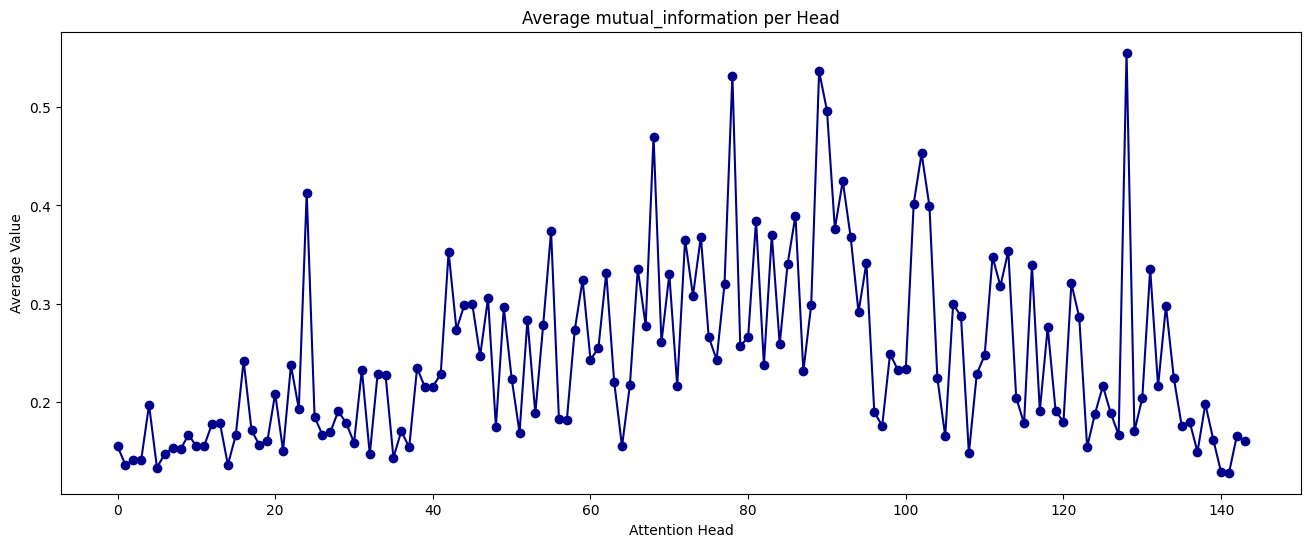 Average mutual_information per Head
Average Value
0.5
0.4
0.3
0.2
0 20 40 60 80 100 120 140
Attention Head